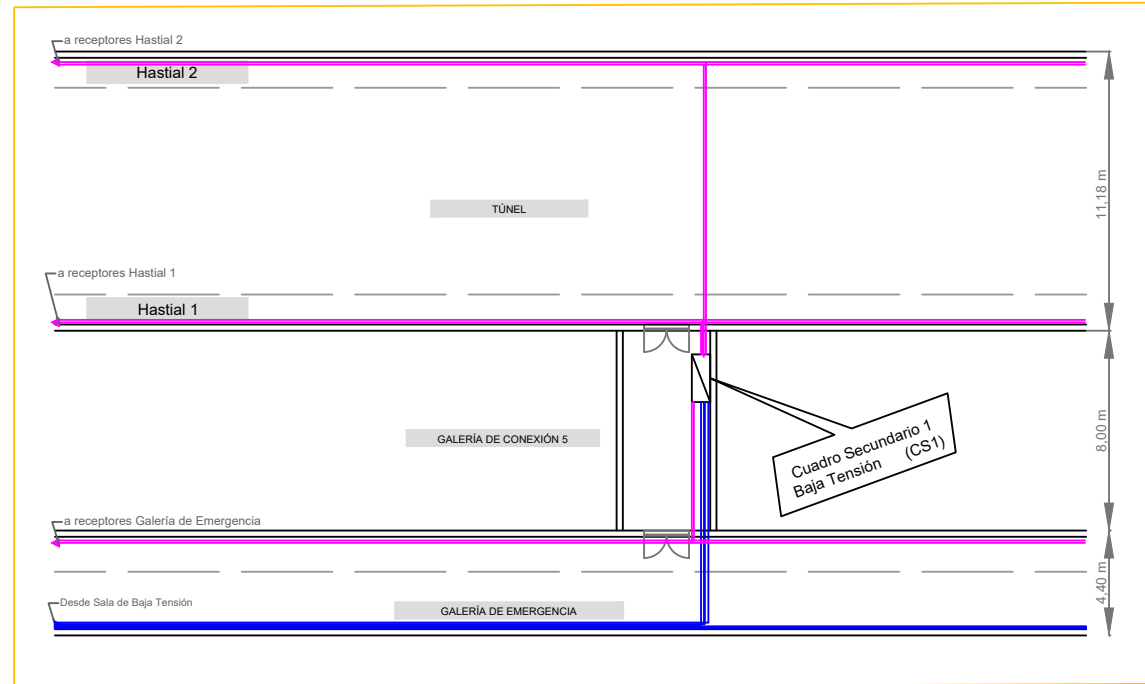 a receptores Hastial 2
Hastial 2
11,18 m
TÚNEL
a receptores Hastial 1
Hastial 1
8,00 m
GALERÍA DE CONEXIÓN 5
Cuadro Secundario 1
Baja Tensión (CS1)
a receptores Galería de Emergencia
4,40 m
Desde Sala de Baja Tensión
GALERÍA DE EMERGENCIA